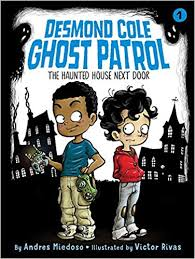 DESMOND COLE
GHOST PATROL
THE HAUNTED HOUSE NEXT DOOR
1
By Andres Miedoso • Illustrated by Victor Rivas